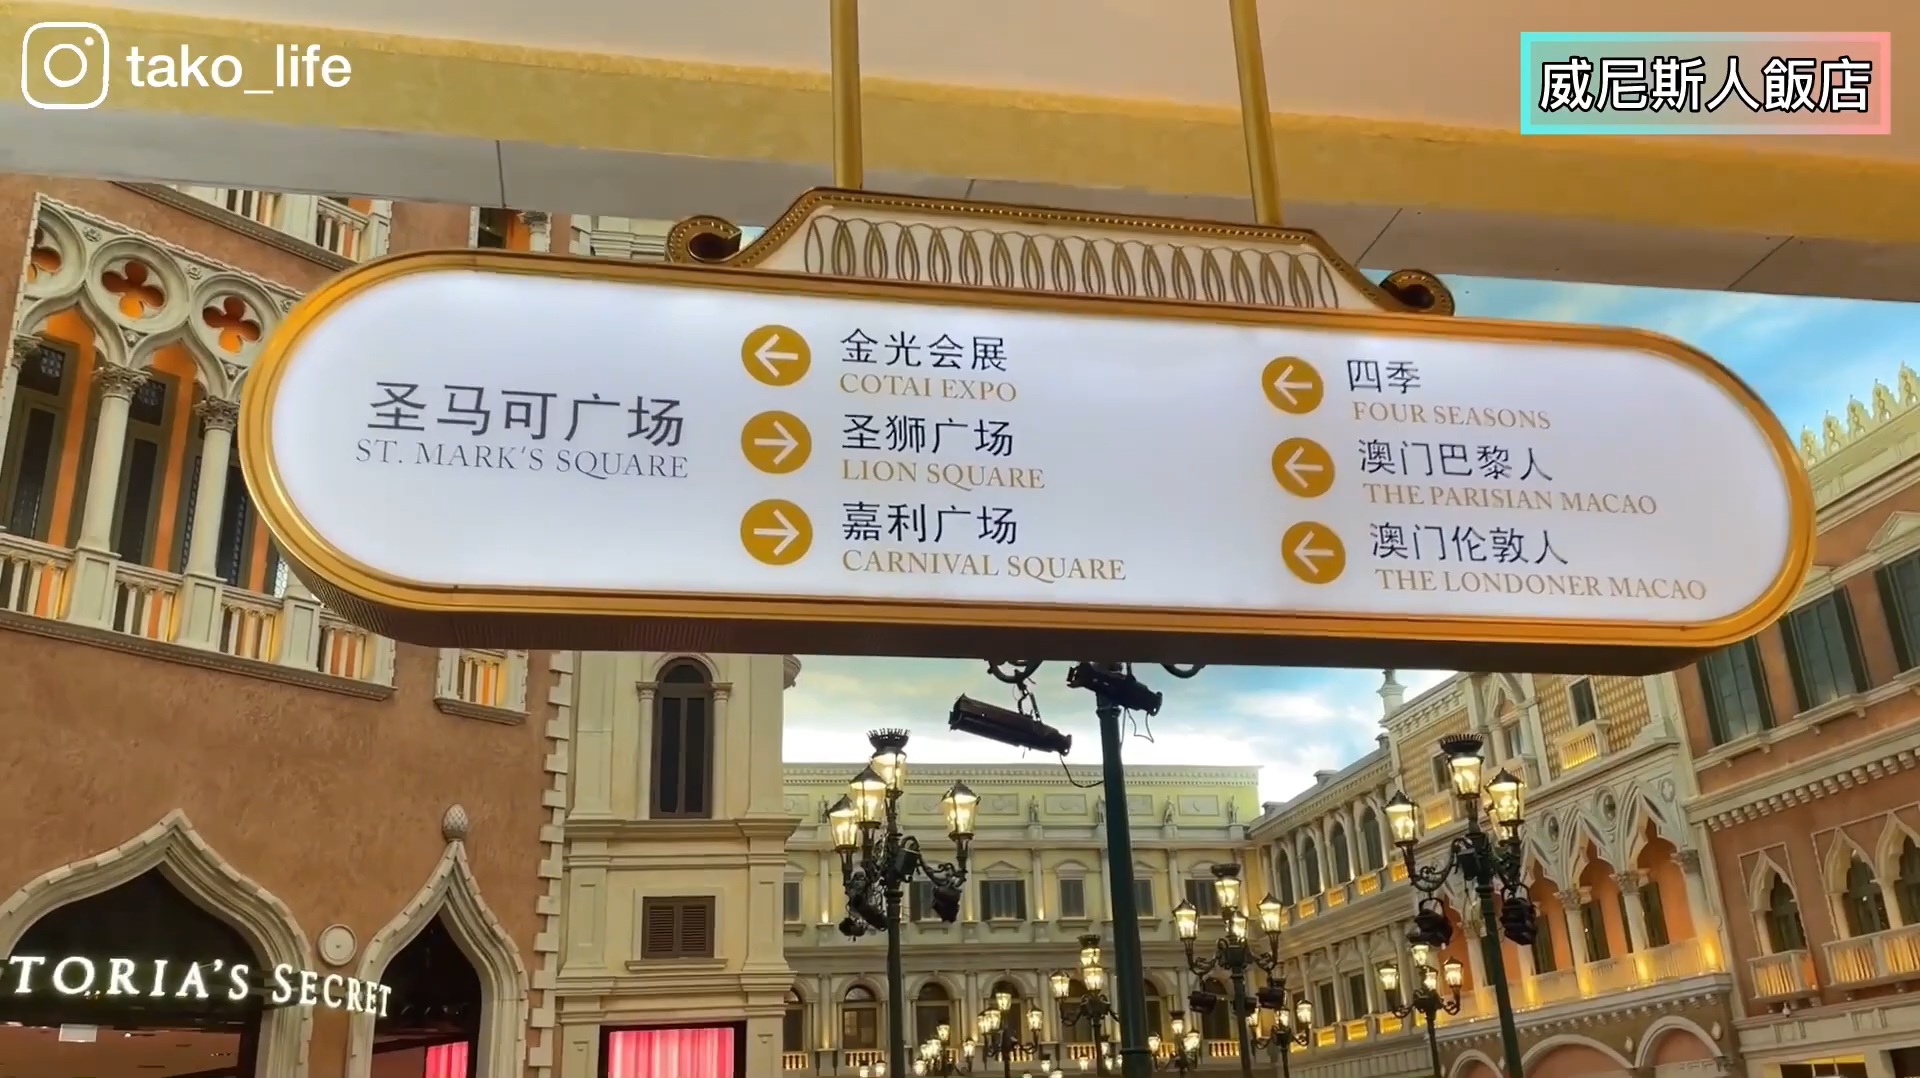 tako_life
威尼斯人飯店
圣马可广场
ST. MARK'S SQUARE
金光会展
COTAI EXPO
圣狮广场
LION SQUARE
嘉利广场
CARNIVAL SQUARE
四季
FOUR SEASONS
澳门巴黎人
THE PARISIAN MACAO
澳门伦敦人
THE LONDONER MACAO
TORIA'S SECRET